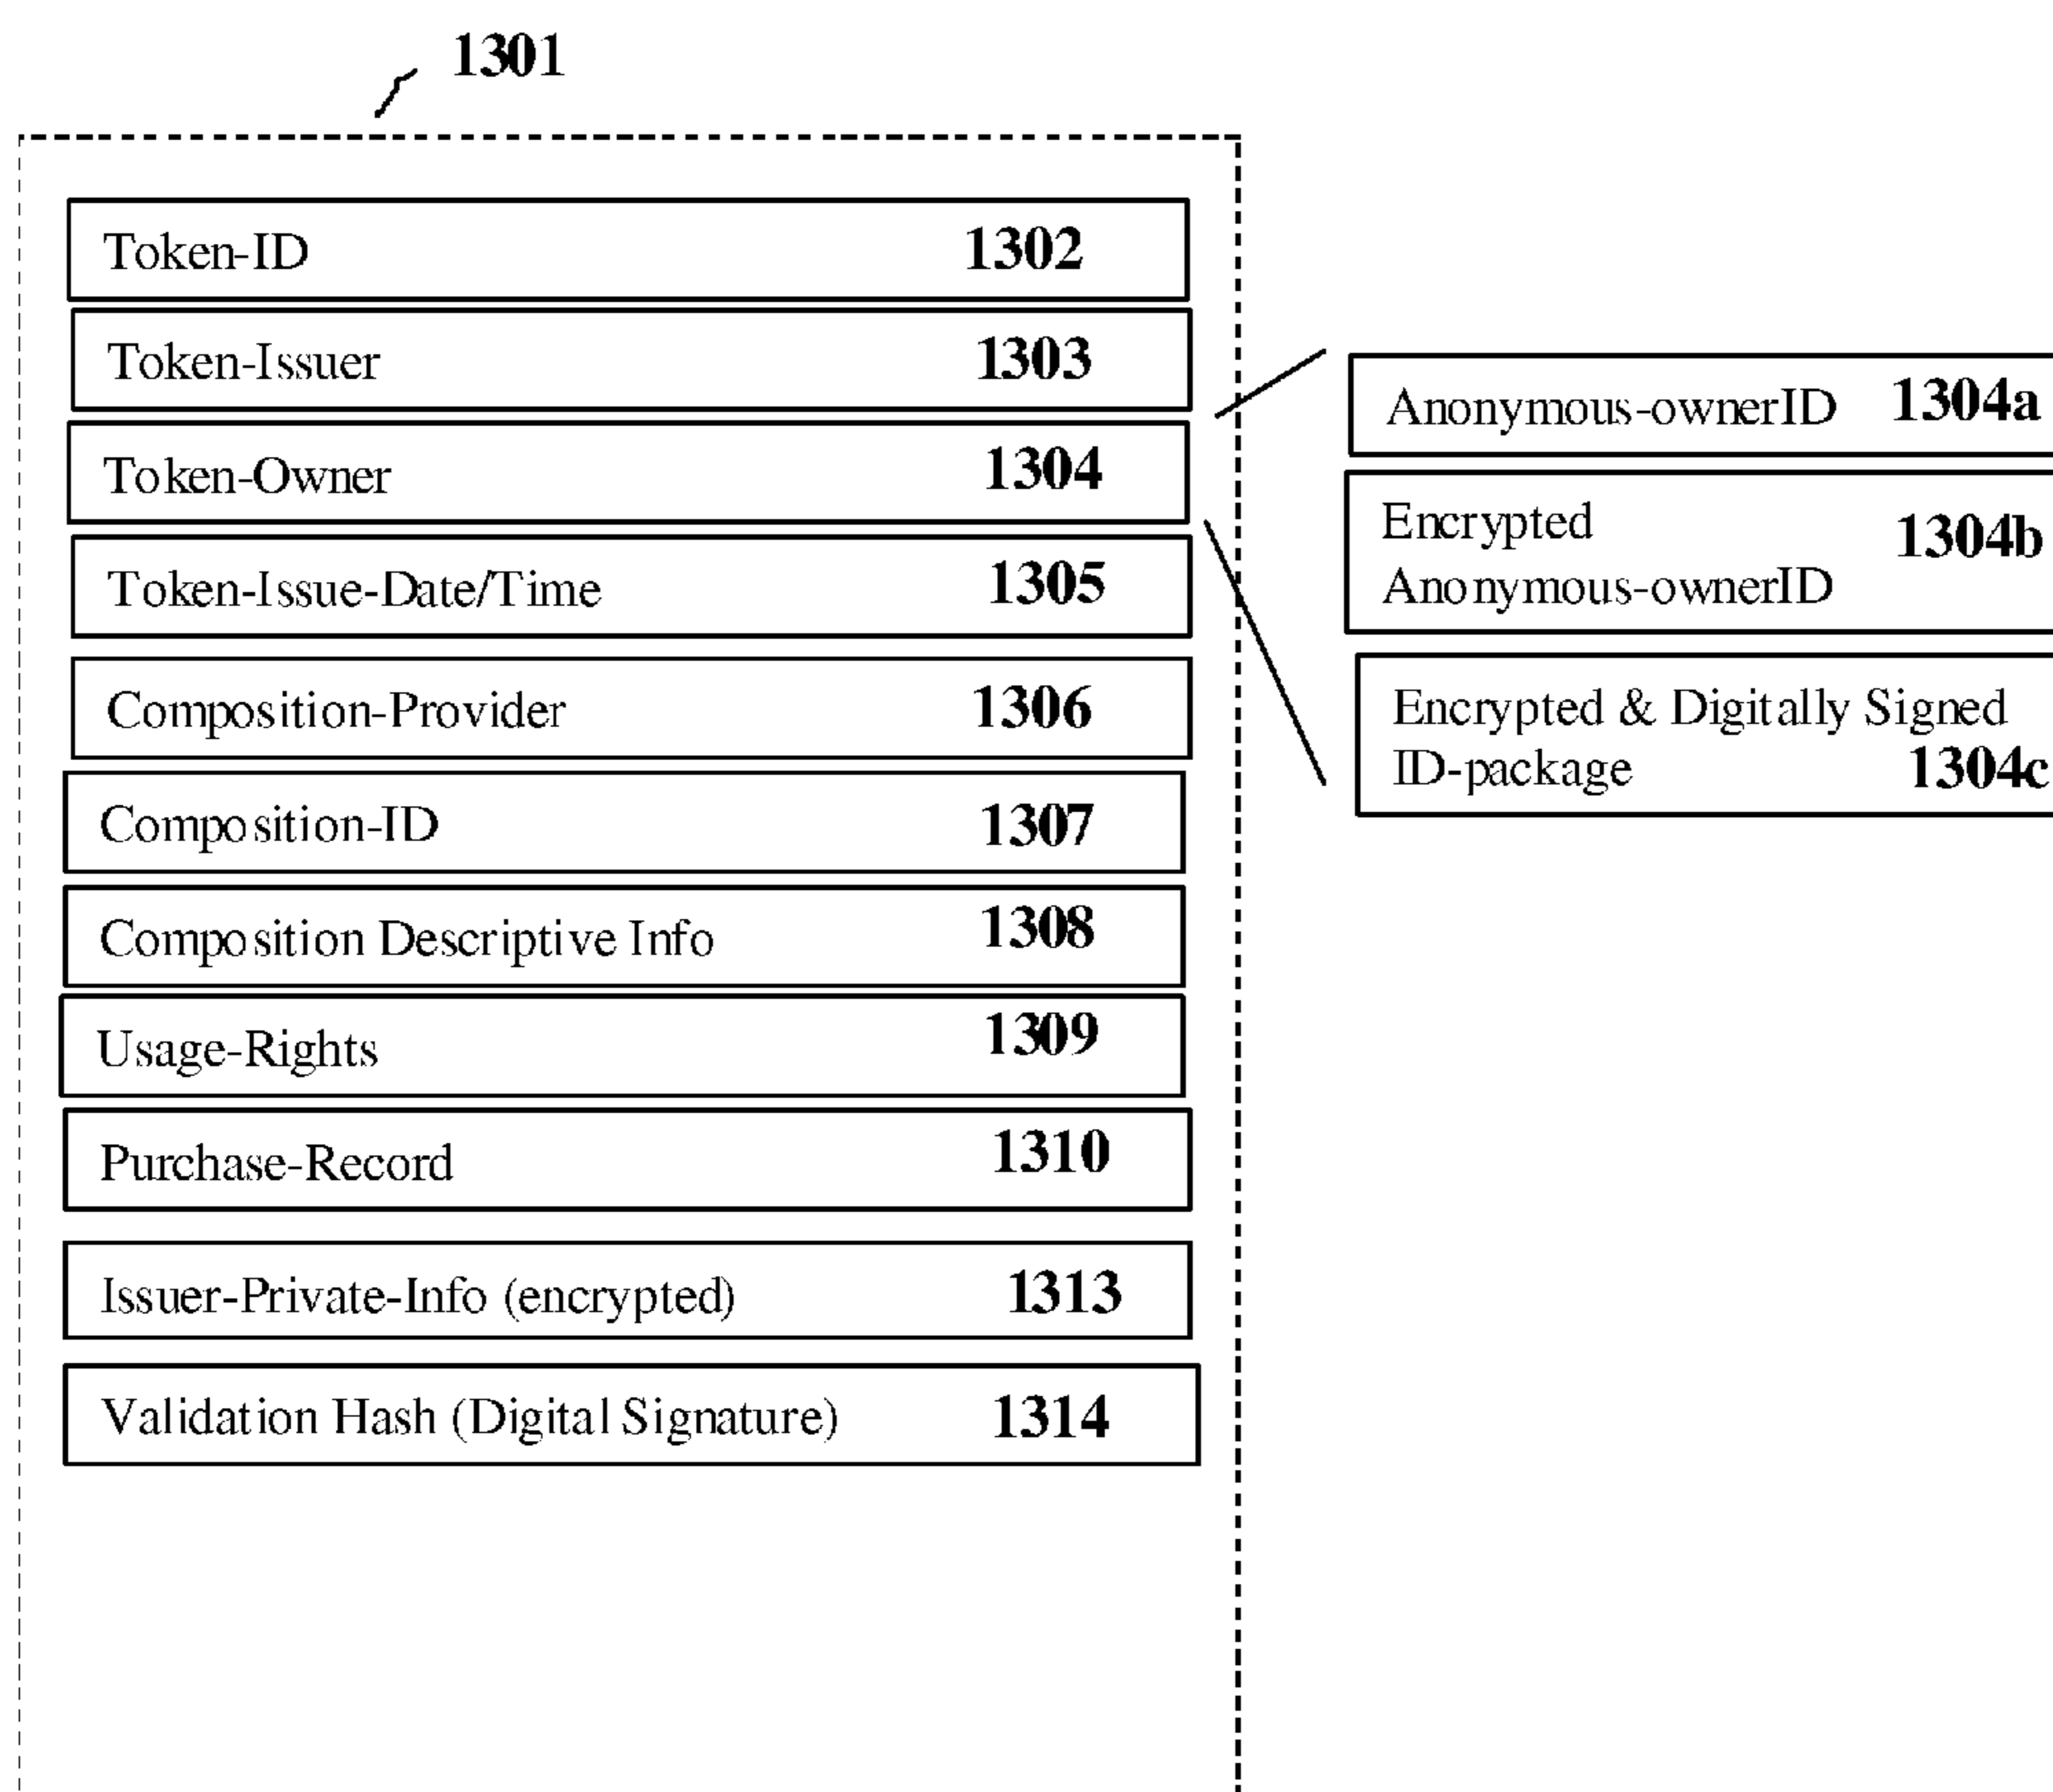 1301
Token-ID 1302
Token-Issuer 1303
Token-Owner 1304
Token-Issue-Date/Time 1305
Composition-Provider 1306
Composition-ID 1307
Composition Descriptive Info 1308
Usage-Rights 1309
Purchase-Record 1310
Issuer-Private-Info (encrypted) 1313
Validation Hash (Digital Signature) 1314
Anonymous-ownerID 1304a
Encrypted 1304b
Anonymous-ownerID
Encrypted & Digitally Signed
ID-package 1304c